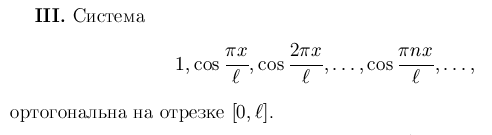 III. Система
1, cos πx/ℓ, cos 2πx/ℓ, . . . , cos πnx/ℓ, . . . ,
ортогональна на отрезке [0, ℓ].